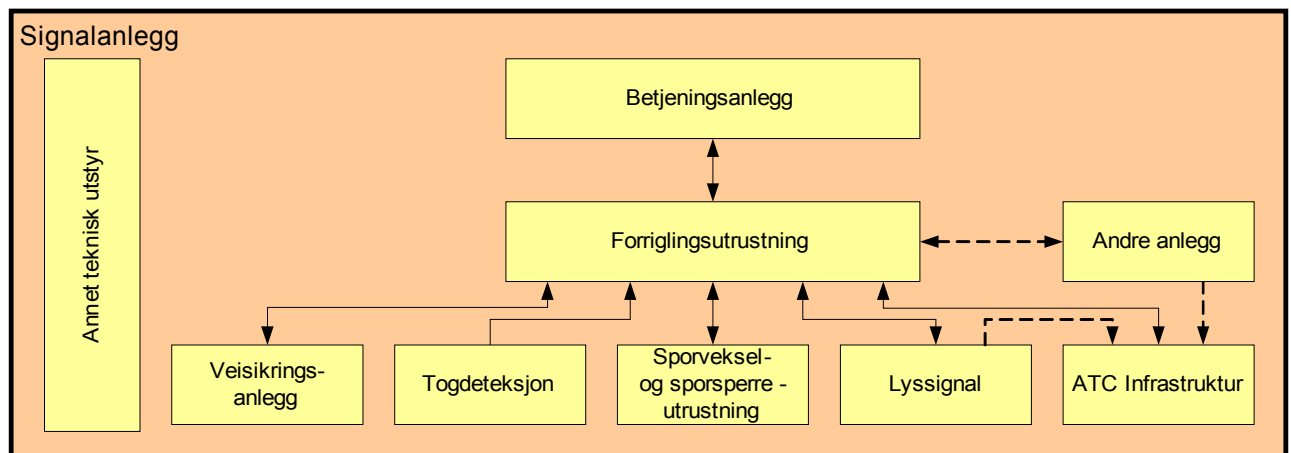 Signalanlegg
Annet teknisk utstyr
Betjeningsanlegg
Forriglingsutrustning
Andre anlegg
Veisikrings-
anlegg
Togdeteksjon
Sporveksel-
og sporsperre -
utrustning
Lyssignal
ATC Infrastruktur